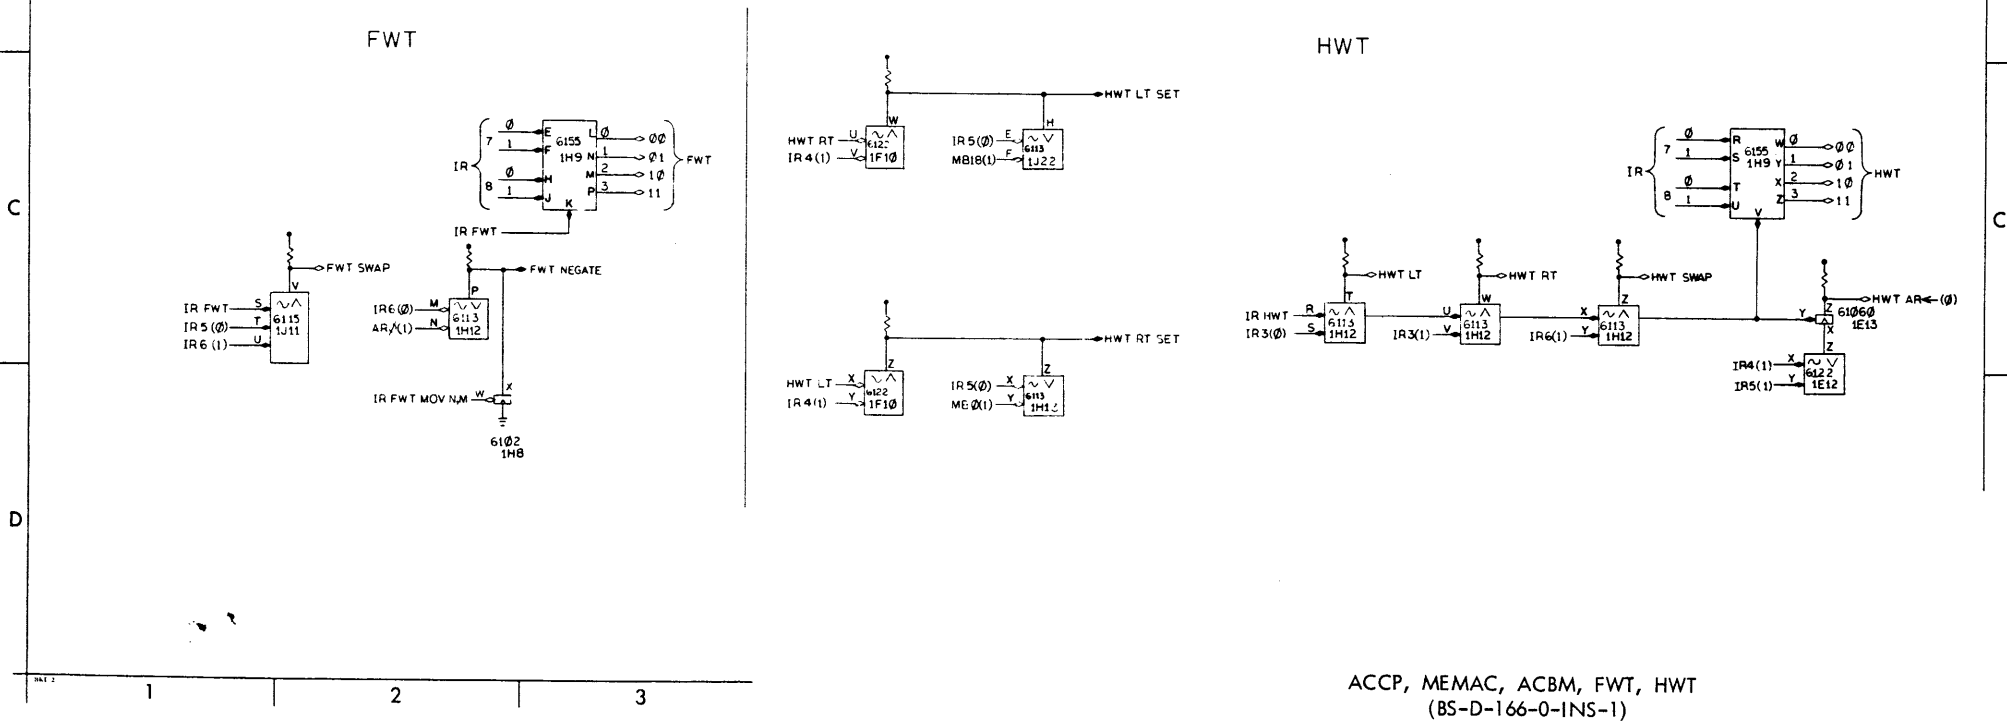 FWT
Ø
7
1
IR
Ø
8
1
E
F
H
J
6155
1H9
L
N
M
P
K
Ø
1
2
3
ØØ
Ø1
1Ø
11
FWT
IR FWT
FWT SWAP
V
IR FWT S
IR5(Ø) T
IR6(1) U
6115
1J11
FWT NEGATE
P
IR6(Ø) M
N
6113
1H12
X
IR FWT MOV N,M W
61Ø2
1H8
HWT LT SET
W
HWT RT U
IR4(1) V
1F1Ø
H
IR5(Ø) E
MB18(1) F
6113
1J22
HWT RT SET
Z
HWT LT X
IR4(1) Y
6122
1F1Ø
Z
IR5(Ø) X
Y
6113
HWT
Ø
7
1
IR
Ø
8
1
R
S
T
U
6155
1H9
W
Y
X
Z
V
Ø
1
2
3
ØØ
Ø1
1Ø
11
HWT
HWT LT
T
IR HWT R
IR3(Ø) S
6113
1H12
HWT RT
W
U
IR3(1) V
6113
1H12
HWT SWAP
Z
X
IR6(1) Y
6113
1H12
HWT AR←(Ø)
Z
Y
61Ø6Ø
1E13
X
Z
IR4(1) X
IR5(1) Y
6122
1E12
C
C
D
1
2
3
ACCP, MEMAC, ACBM, FWT, HWT
(BS-D-166-0-INS-1)